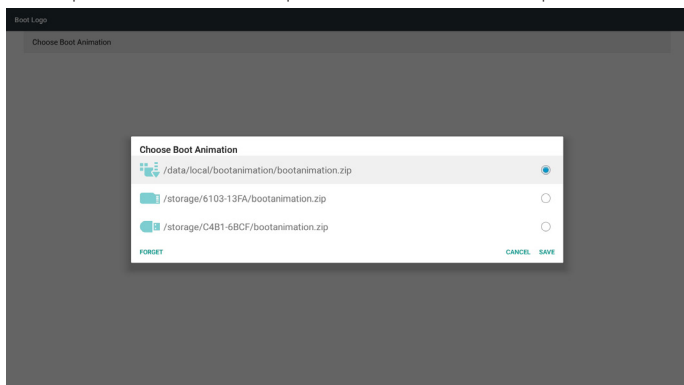 Boot Logo
Choose Boot Animation
Choose Boot Animation
/data/local/bootanimation/bootanimation.zip
/storage/6103-13FA/bootanimation.zip
/storage/C4B1-6BCF/bootanimation.zip
FORGET CANCEL SAVE